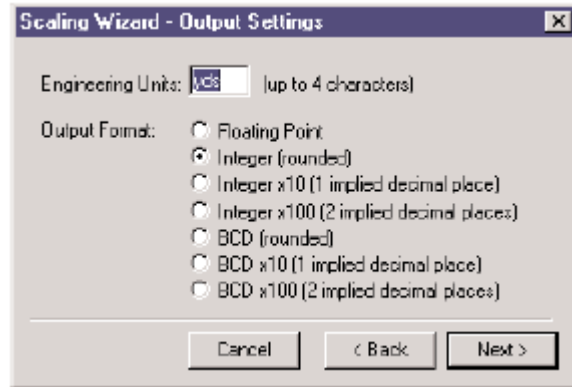 Scaling Wizard - Output Settings
Engineering Units: yds (up to 4 characters)
Output Format: Floating Point
Integer (rounded)
Integer x10 (1 implied decimal place)
Integer x100 (2 implied decimal places)
BCD (rounded)
BCD x10 (1 implied decimal place)
BCD x100 (2 implied decimal places)
Cancel < Back Next >